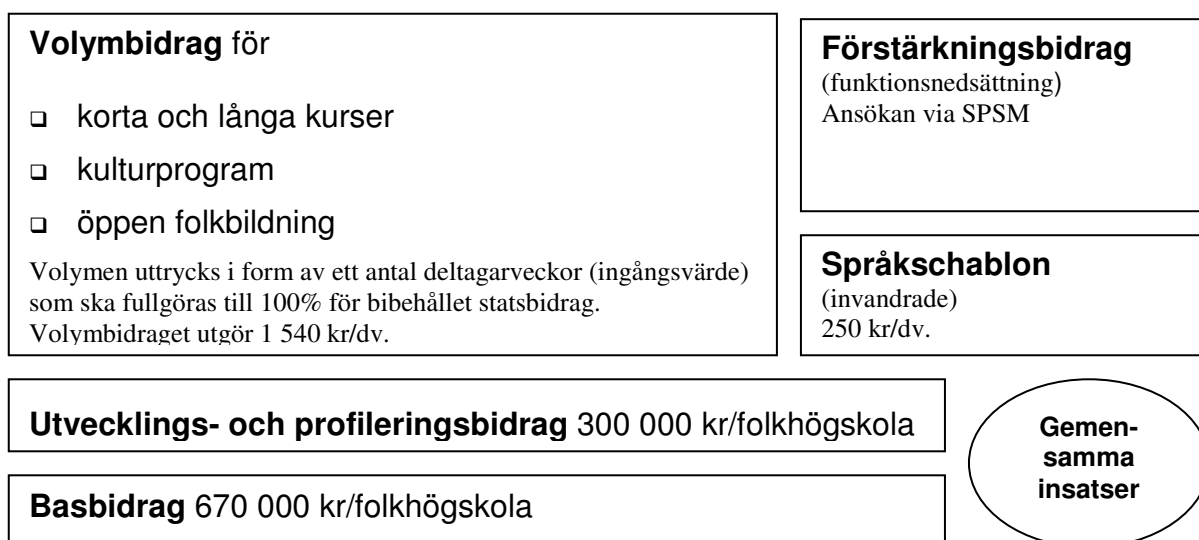 Volymbidrag för
❑ korta och långa kurser
❑ kulturprogram
❑ öppen folkbildning
Volymen uttrycks i form av ett antal deltagarveckor (ingångsvärde)
som ska fullgöras till 100% för bibehållet statsbidrag.
Volymbidraget utgör 1 540 kr/dv.
Förstärkningsbidrag
(funktionsnedsättning)
Ansökan via SPSM
Språkschablon
(invandrade)
250 kr/dv.
Utvecklings- och profileringsbidrag 300 000 kr/folkhögskola
Gemen-
samma
insatser
Basbidrag 670 000 kr/folkhögskola